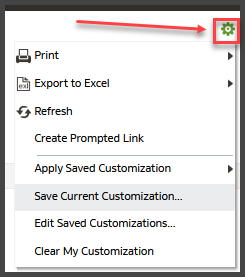 Print
Export to Excel
Refresh
Create Prompted Link
Apply Saved Customization
Save Current Customization...
Edit Saved Customizations...
Clear My Customization